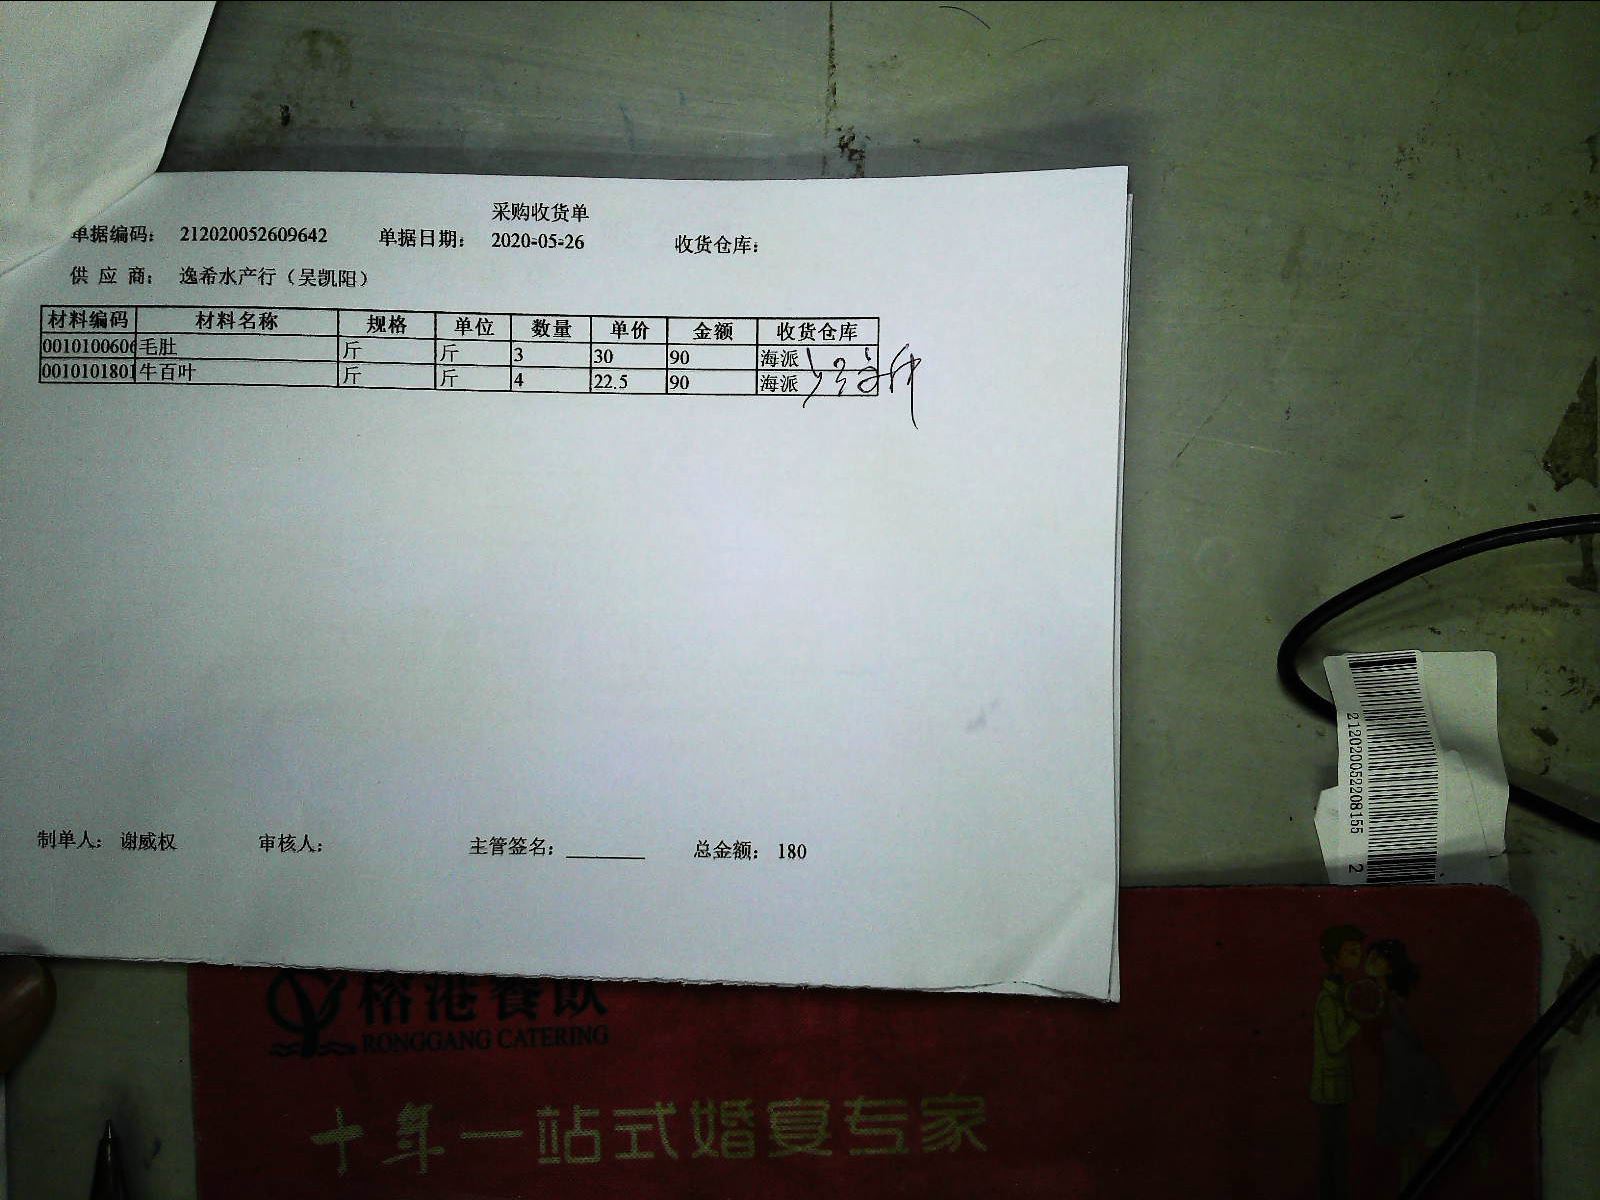 采购收货单
单据编码： 212020052609642 单据日期： 2020-05-26 收货仓库：
供 应 商： 逸希水产行（吴凯阳）
材料编码 材料名称 规格 单位 数量 单价 金额 收货仓库
0010100606 毛肚 斤 斤 3 30 90 海派
0010101801 牛百叶 斤 斤 4 22.5 90 海派
制单人： 谢威权 审核人： 主管签名： 总金额： 180
212020052208155 2
榕港餐飲
RONGGANG CATERING
十年一站式婚宴专家